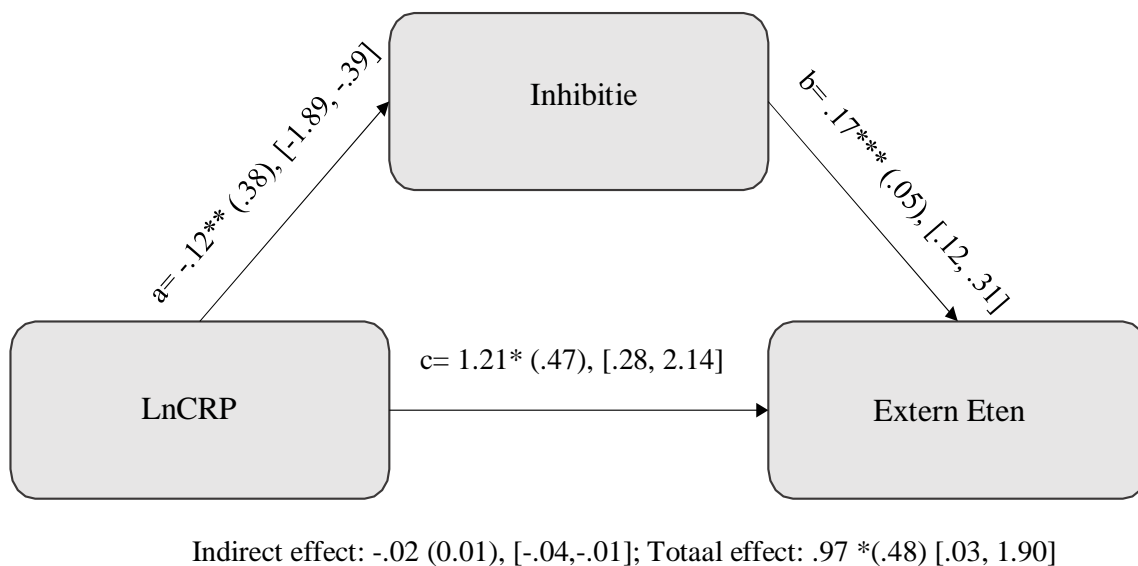 Inhibitie
a= -.12** (.38), [-1.89, -.39]
b= .17*** (.05), [.12, .31]
c= 1.21* (.47), [.28, 2.14]
LnCRP
Extern Eten
Indirect effect: -.02 (0.01), [-.04,-.01]; Totaal effect: .97 *(.48) [.03, 1.90]